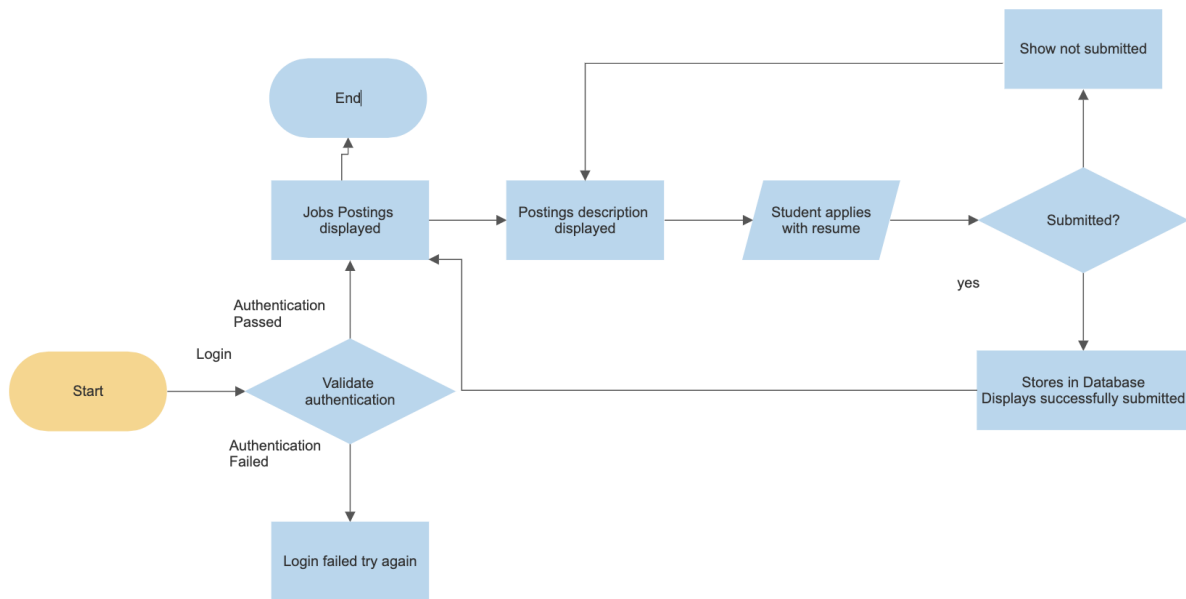 Show not submitted
End
Jobs Postings
displayed
Postings description
displayed
Student applies
with resume
Submitted?
yes
Authentication
Passed
Login
Start
Validate
authentication
Stores in Database
Displays successfully submitted
Authentication
Failed
Login failed try again